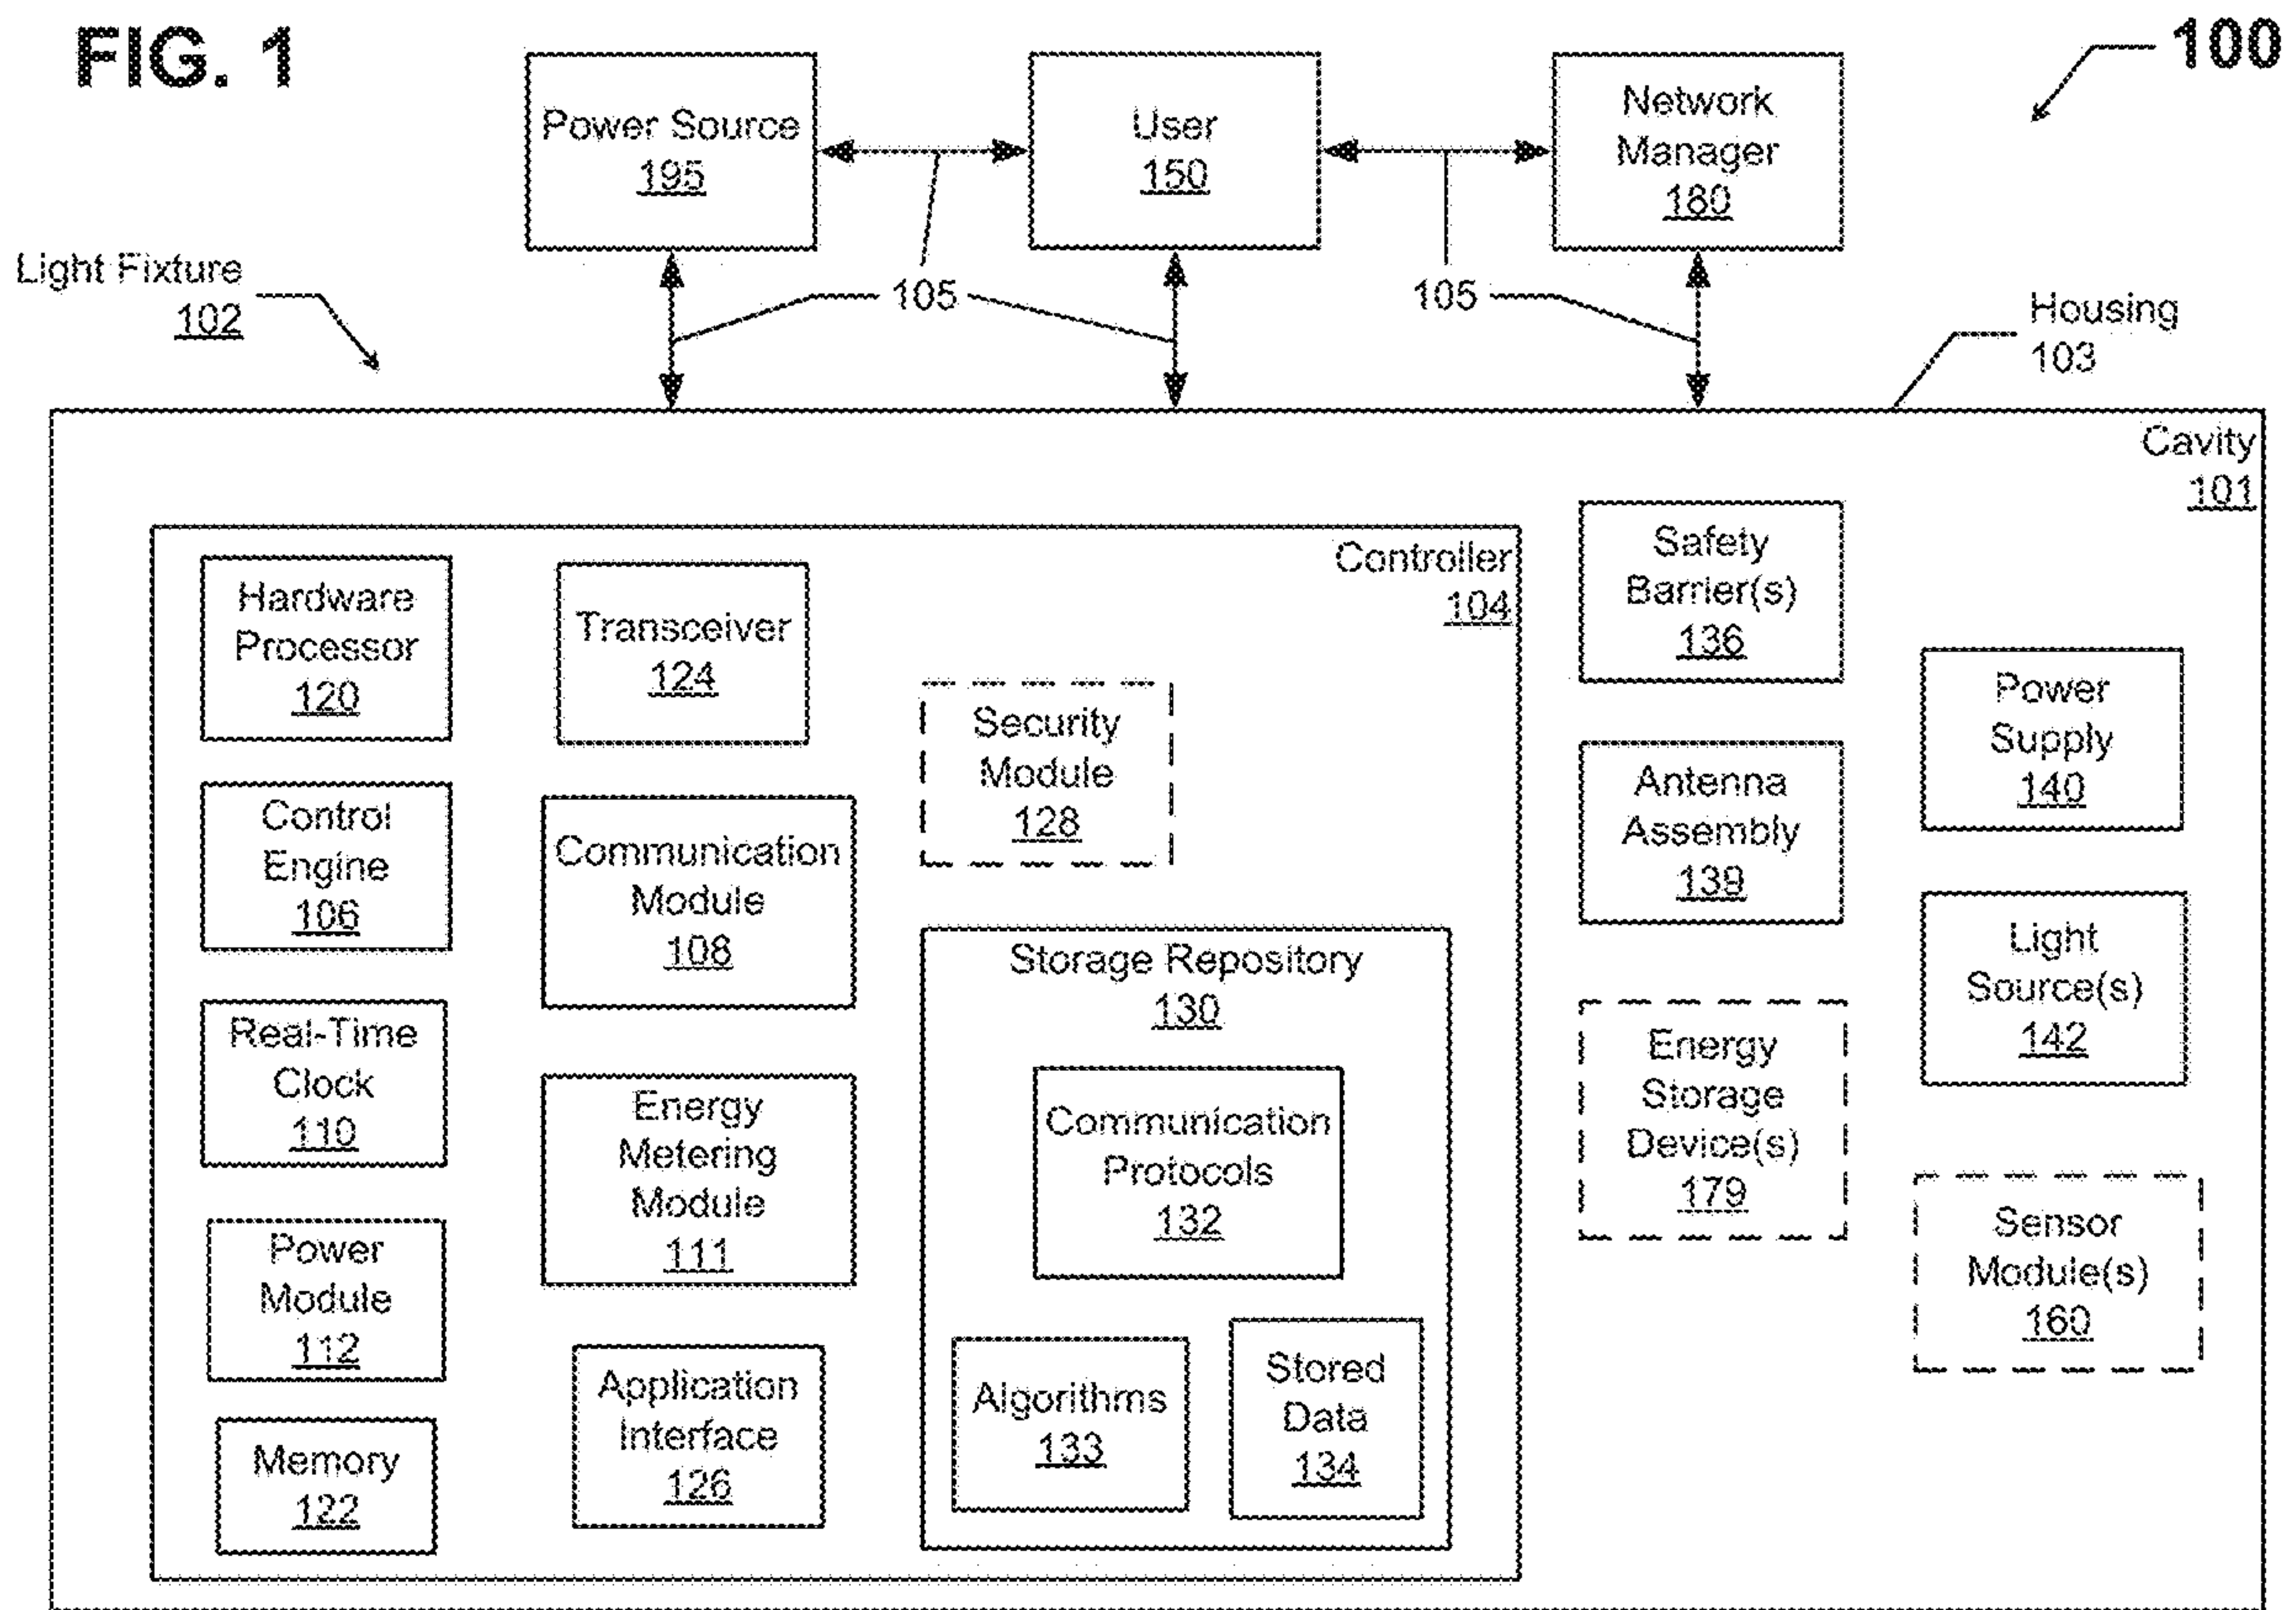 FIG. 1
100
Power Source
195
User
150
Network
Manager
180
Light Fixture
102
105
105
Housing
103
Cavity
101
Controller
104
Hardware
Processor
120
Transceiver
124
Security
Module
128
Safety
Barrier(s)
136
Power
Supply
140
Control
Engine
106
Communication
Module
108
Antenna
Assembly
139
Light
Source(s)
142
Storage Repository
130
Real-Time
Clock
110
Energy
Metering
Module
111
Communication
Protocols
132
Energy
Storage
Device(s)
179
Sensor
Module(s)
160
Power
Module
112
Application
Interface
126
Algorithms
133
Stored
Data
134
Memory
122